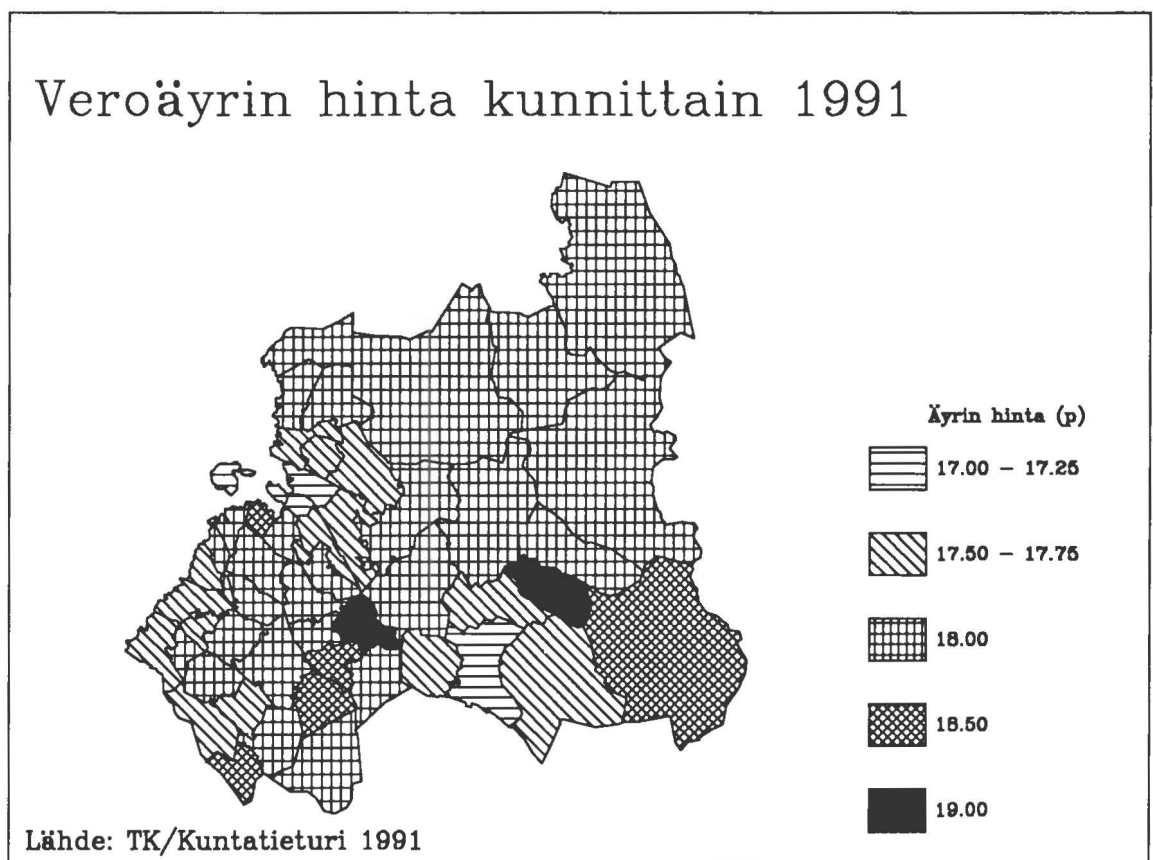 Veroäyrin hinta kunnittain 1991
Äyrin hinta (p)
17.00 – 17.25
17.50 – 17.75
18.00
18.50
19.00
Lähde: TK/Kuntatieturi 1991